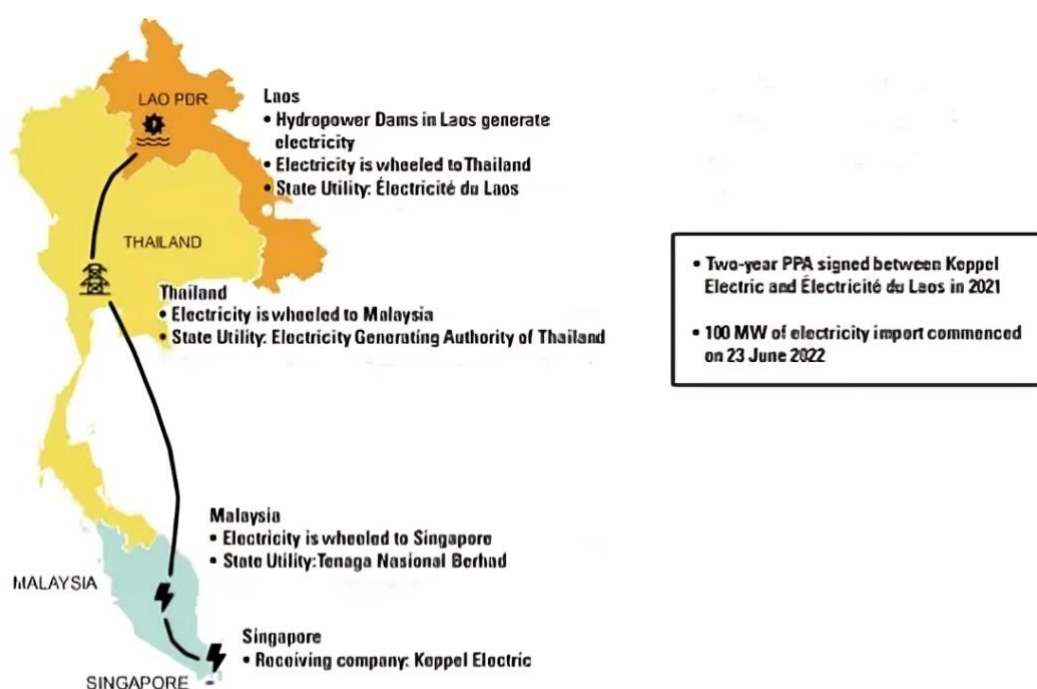 LAO PDR
Laos
• Hydropower Dams in Laos generate
electricity
• Electricity is wheeled to Thailand
• State Utility: Électricité du Laos
THAILAND
Thailand
• Electricity is wheeled to Malaysia
• State Utility: Electricity Generating Authority of Thailand
• Two-year PPA signed between Keppel
Electric and Électricité du Laos in 2021
• 100 MW of electricity import commenced
on 23 June 2022
Malaysia
• Electricity is wheeled to Singapore
• State Utility:Tenaga Nasional Berhad
MALAYSIA
Singapore
• Receiving company: Keppel Electric
SINGAPORE